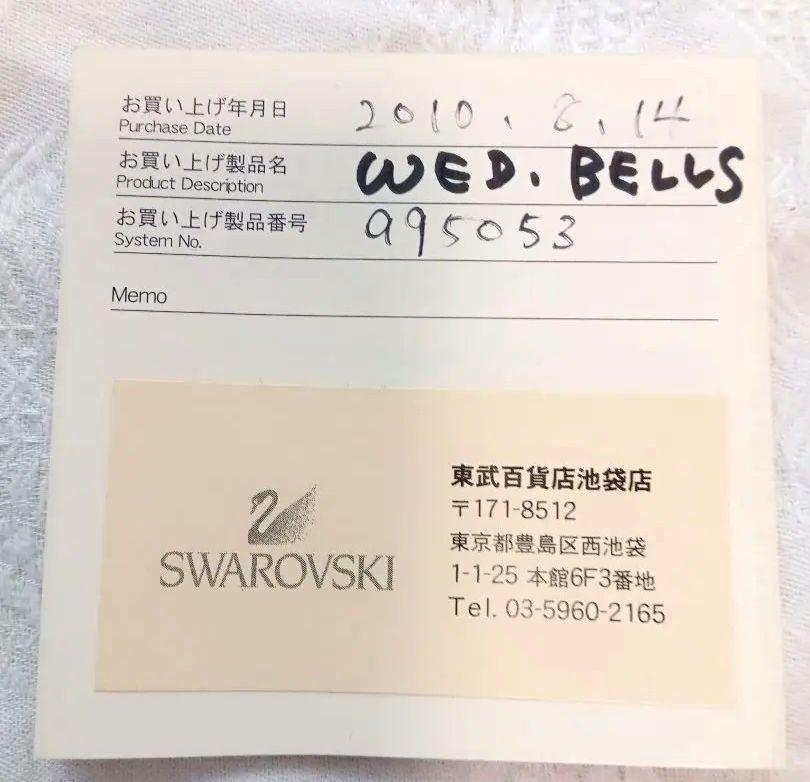 お買い上げ年月日 2010.8.14
Purchase Date
お買い上げ製品名 WED. BELLS
Product Description
お買い上げ製品番号 995053
System No.
Memo
SWAROVSKI
東武百貨店池袋店
〒171-8512
東京都豊島区西池袋
1-1-25 本館6F3番地
Tel. 03-5960-2165